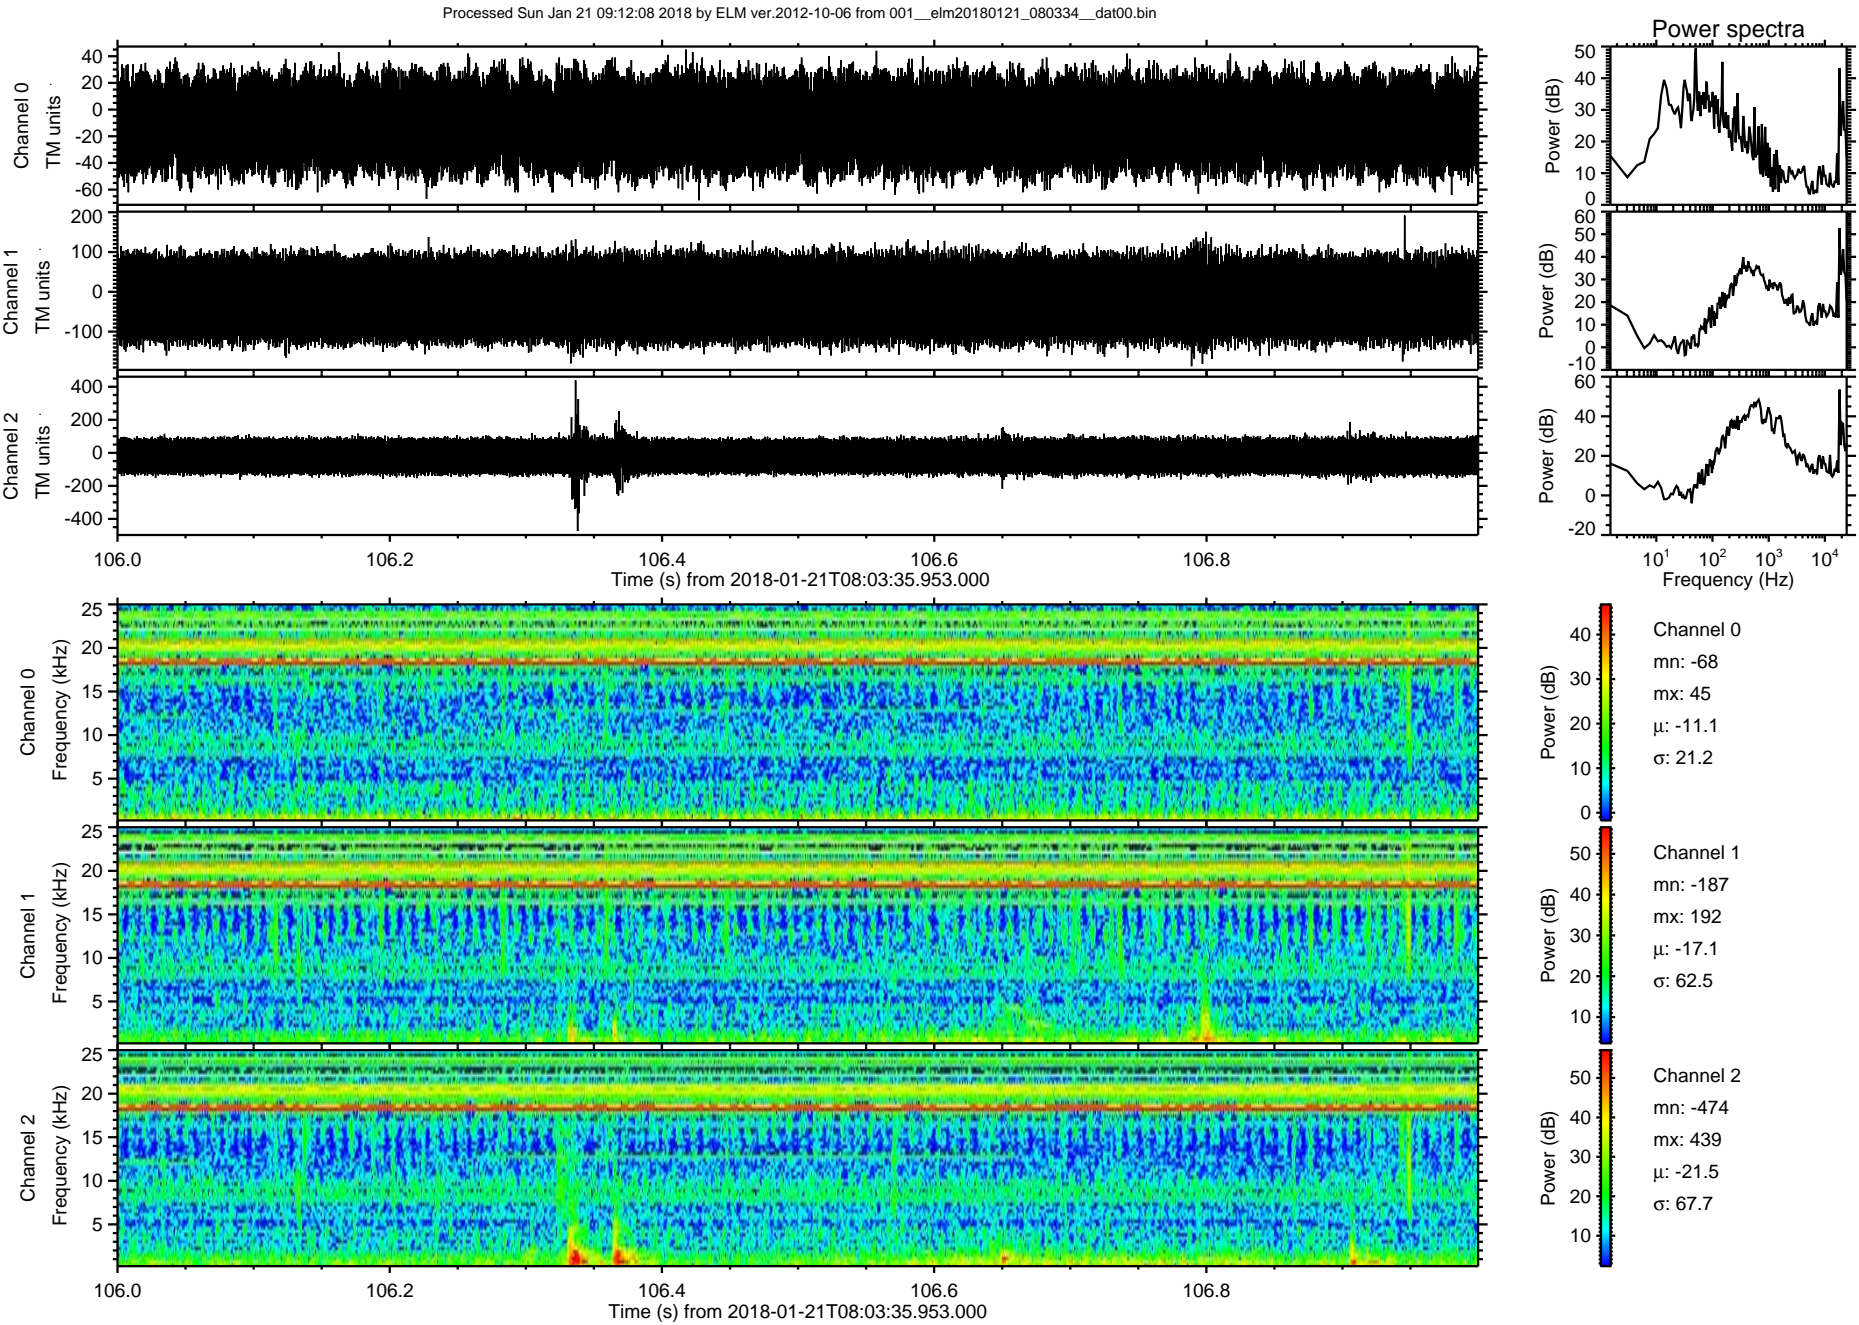 Processed Sun Jan 21 09:12:08 2018 by ELM ver.2012-10-06 from 001__elm20180121_080334__dat00.bin
Power spectra
Channel 0
TM units
40
20
0
-20
-40
-60
Power (dB)
50
40
30
20
10
0
Channel 1
TM units
200
100
0
-100
Power (dB)
60
50
40
30
20
10
0
-10
Channel 2
TM units
400
200
0
-200
-400
Power (dB)
60
40
20
0
-20
106.0 106.2 106.4 106.6 106.8
Time (s) from 2018-01-21T08:03:35.953.000
10^1 10^2 10^3 10^4
Frequency (Hz)
Channel 0
Frequency (kHz)
25
20
15
10
5
Power (dB)
40
30
20
10
0
Channel 0
mn: -68
mx: 45
μ: -11.1
σ: 21.2
Channel 1
Frequency (kHz)
25
20
15
10
5
Power (dB)
50
40
30
20
10
Channel 1
mn: -187
mx: 192
μ: -17.1
σ: 62.5
Channel 2
Frequency (kHz)
25
20
15
10
5
Power (dB)
50
40
30
20
10
Channel 2
mn: -474
mx: 439
μ: -21.5
σ: 67.7
106.0 106.2 106.4 106.6 106.8
Time (s) from 2018-01-21T08:03:35.953.000